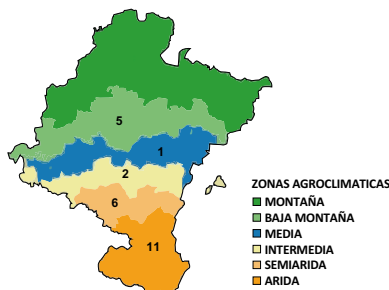 5
1
2
6
11
ZONAS AGROCLIMATICAS
MONTAÑA
BAJA MONTAÑA
MEDIA
INTERMEDIA
SEMIARIDA
ARIDA